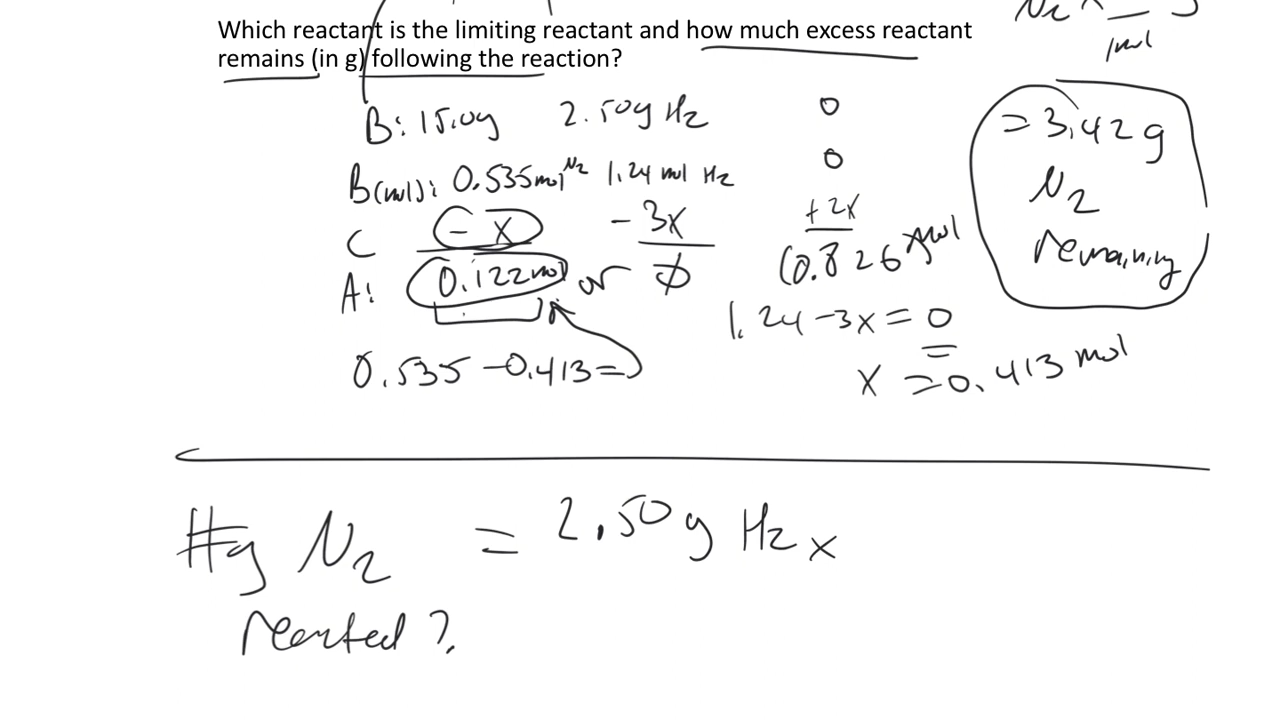 Which reactant is the limiting reactant and how much excess reactant
remains (in g) following the reaction?
N2 x
1mol
B: 15.0g 2.50g H2 0
= 3.42g
N2
remaining
B(mol): 0.535mol N2 1.24 mol H2 0
C - x - 3x + 2x
A: 0.122mol or ∅ 0.826 mol
1.24 - 3x = 0
0.535 - 0.413 =
x = 0.413 mol
#g N2 = 2.50g H2 x
reacted?